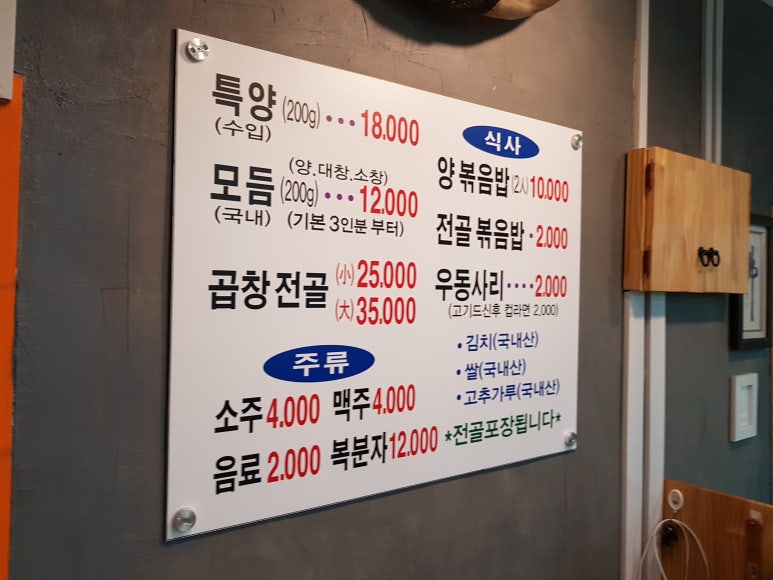 특양 (200g) ··· 18.000
(수입)
(양.대창.소창)
모듬 (200g) ··· 12.000
(국내) (기본 3인분 부터)
곱창전골 (小) 25.000
(大) 35.000
주류
소주 4.000 맥주 4.000
음료 2.000 복분자 12.000
식사
양 볶음밥 (2人) 10.000
전골 볶음밥 · 2.000
우동사리 ···· 2.000
(고기드신후 컵라면 2,000)
• 김치(국내산)
• 쌀(국내산)
• 고추가루(국내산)
*전골포장됩니다*